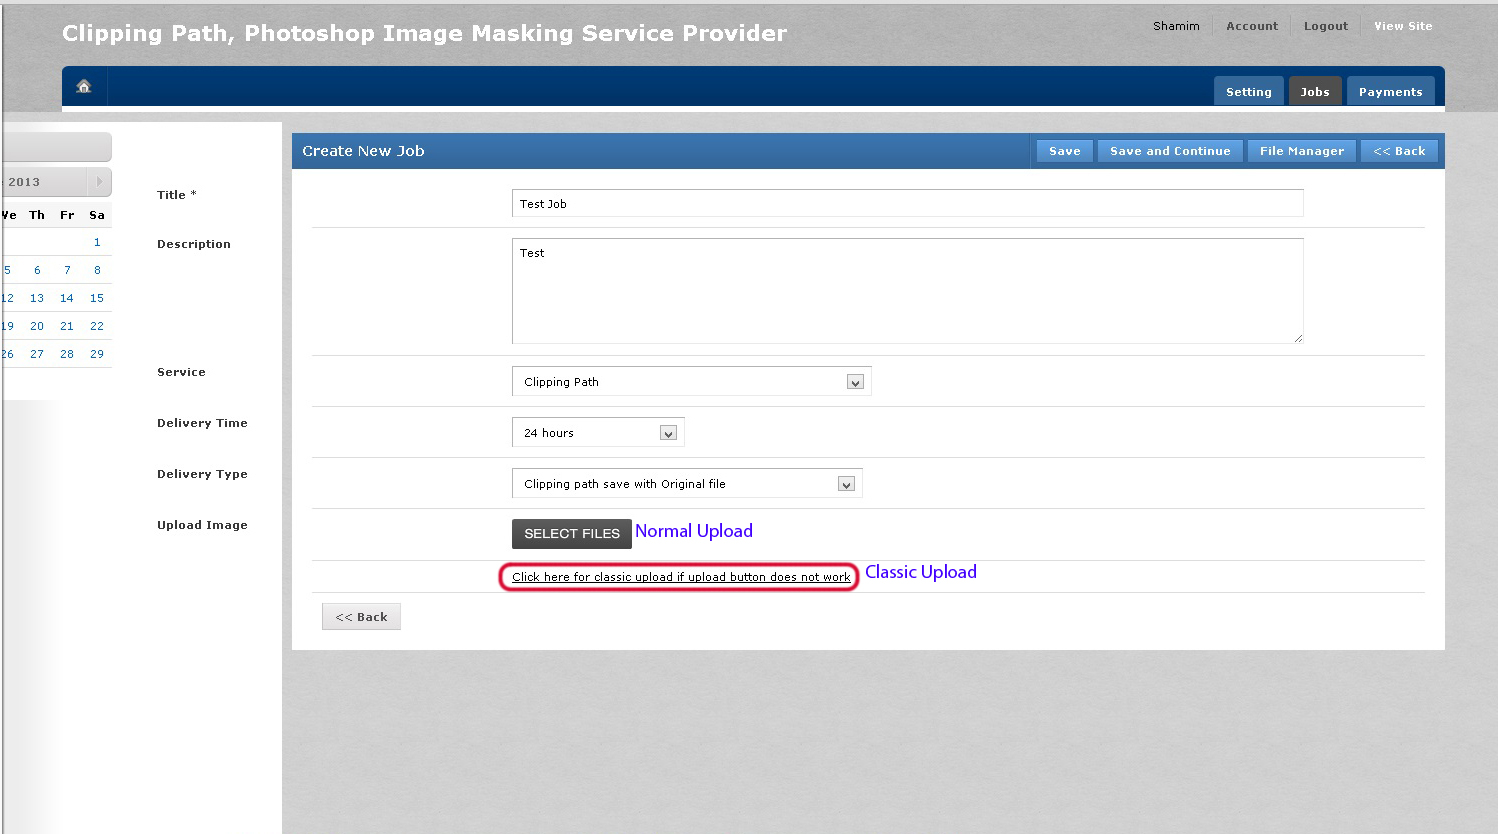 Clipping Path, Photoshop Image Masking Service Provider
Shamim Account Logout View Site
Setting Jobs Payments
Create New Job
Save Save and Continue File Manager << Back
2013
We Th Fr Sa
1
5 6 7 8
12 13 14 15
19 20 21 22
26 27 28 29
Title *
Test Job
Description
Test
Service
Clipping Path
Delivery Time
24 hours
Delivery Type
Clipping path save with Original file
Upload Image
SELECT FILES Normal Upload
Click here for classic upload if upload button does not work Classic Upload
<< Back